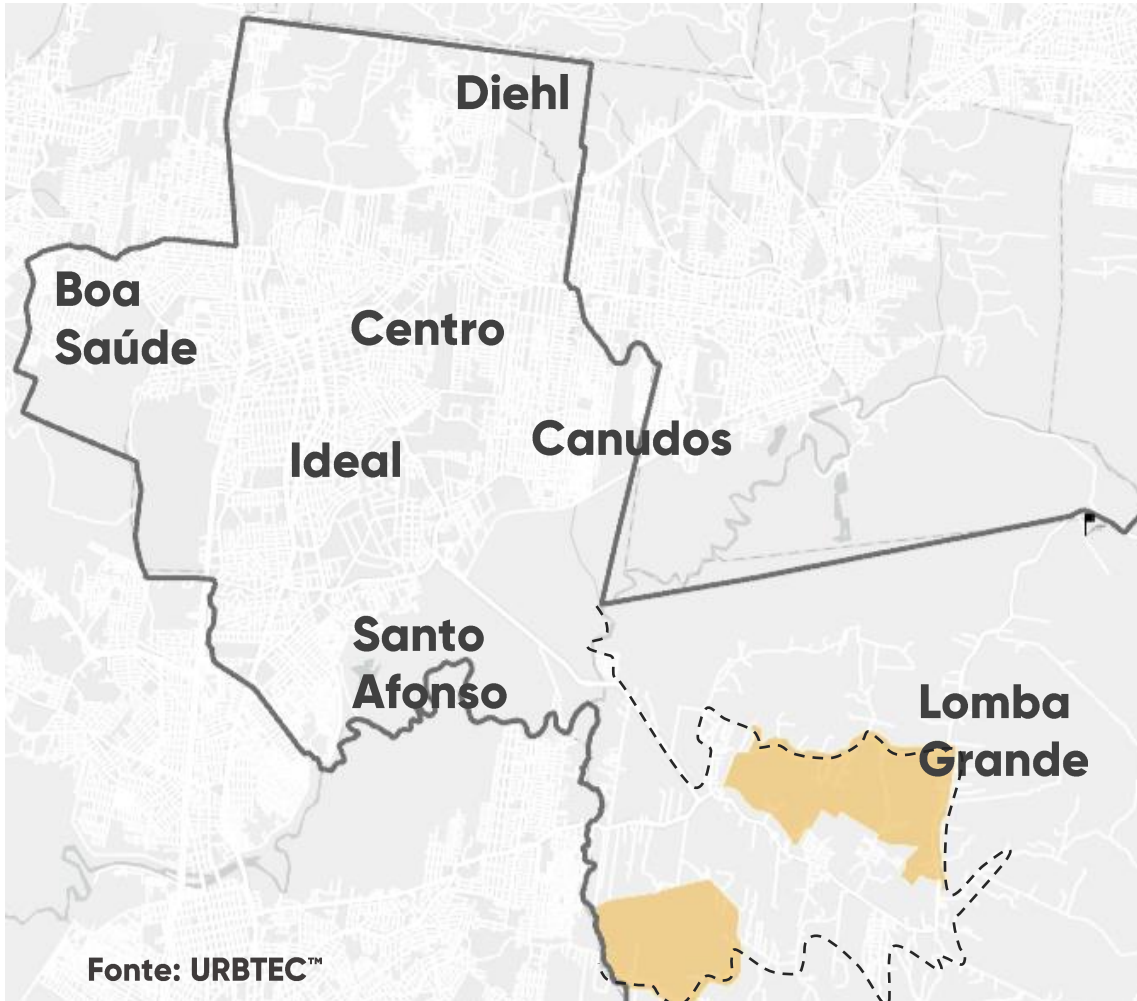 Diehl
Boa
Saúde
Centro
Canudos
Ideal
Santo
Afonso
Lomba
Grande
Fonte: URBTEC™